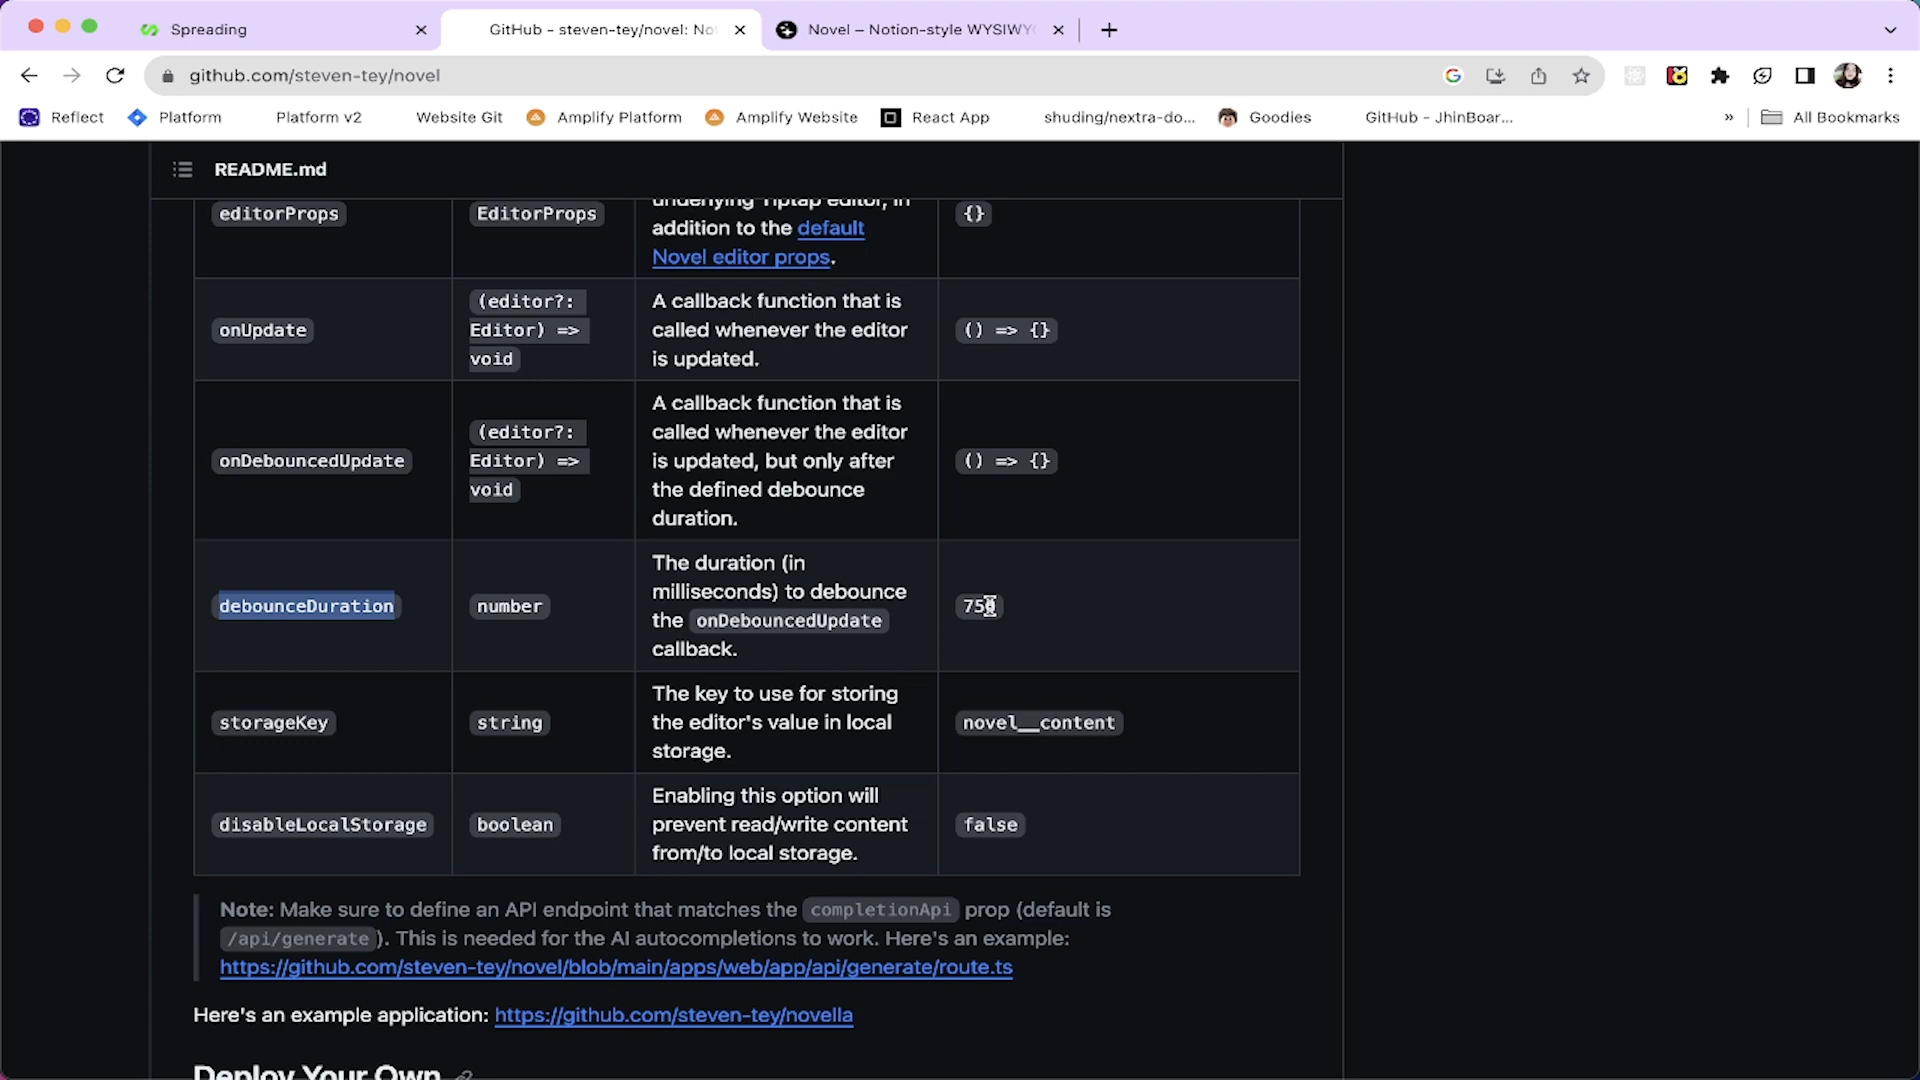 Spreading
GitHub - steven-tey/novel: No
Novel – Notion-style WYSIWY
github.com/steven-tey/novel
Reflect
Platform
Platform v2
Website Git
Amplify Platform
Amplify Website
React App
shuding/nextra-do...
Goodies
GitHub - JhinBoar...
»
All Bookmarks
README.md
underlying Tiptap editor, in
editorProps EditorProps addition to the default {}
Novel editor props.
(editor?: A callback function that is
onUpdate Editor) => called whenever the editor () => {}
void is updated.
A callback function that is
(editor?: called whenever the editor
onDebouncedUpdate Editor) => is updated, but only after () => {}
void the defined debounce
duration.
The duration (in
milliseconds) to debounce
debounceDuration number the onDebouncedUpdate 750
callback.
The key to use for storing
storageKey string the editor's value in local novel__content
storage.
Enabling this option will
disableLocalStorage boolean prevent read/write content false
from/to local storage.
Note: Make sure to define an API endpoint that matches the completionApi prop (default is
/api/generate). This is needed for the AI autocompletions to work. Here's an example:
https://github.com/steven-tey/novel/blob/main/apps/web/app/api/generate/route.ts
Here's an example application: https://github.com/steven-tey/novella
Deploy Your Own